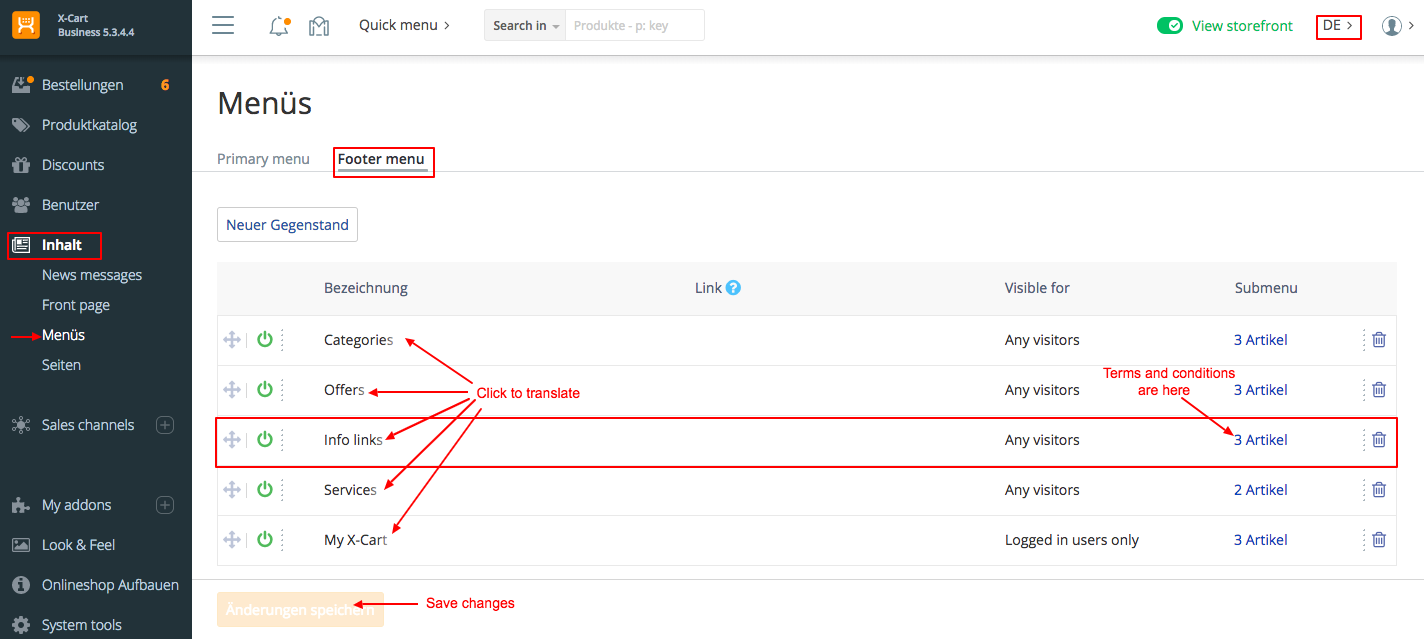 X-Cart
Business 5.3.4.4
Quick menu
Search in
Produkte - p: key
View storefront
DE
Bestellungen 6
Produktkatalog
Discounts
Benutzer
Inhalt
News messages
Front page
Menüs
Seiten
Sales channels
My addons
Look & Feel
Onlineshop Aufbauen
System tools
Menüs
Primary menu
Footer menu
Neuer Gegenstand
Bezeichnung Link ? Visible for Submenu
Categories Any visitors 3 Artikel
Offers Any visitors 3 Artikel
Info links Any visitors 3 Artikel
Services Any visitors 2 Artikel
My X-Cart Logged in users only 3 Artikel
Click to translate
Terms and conditions
are here
Änderungen speichern
Save changes